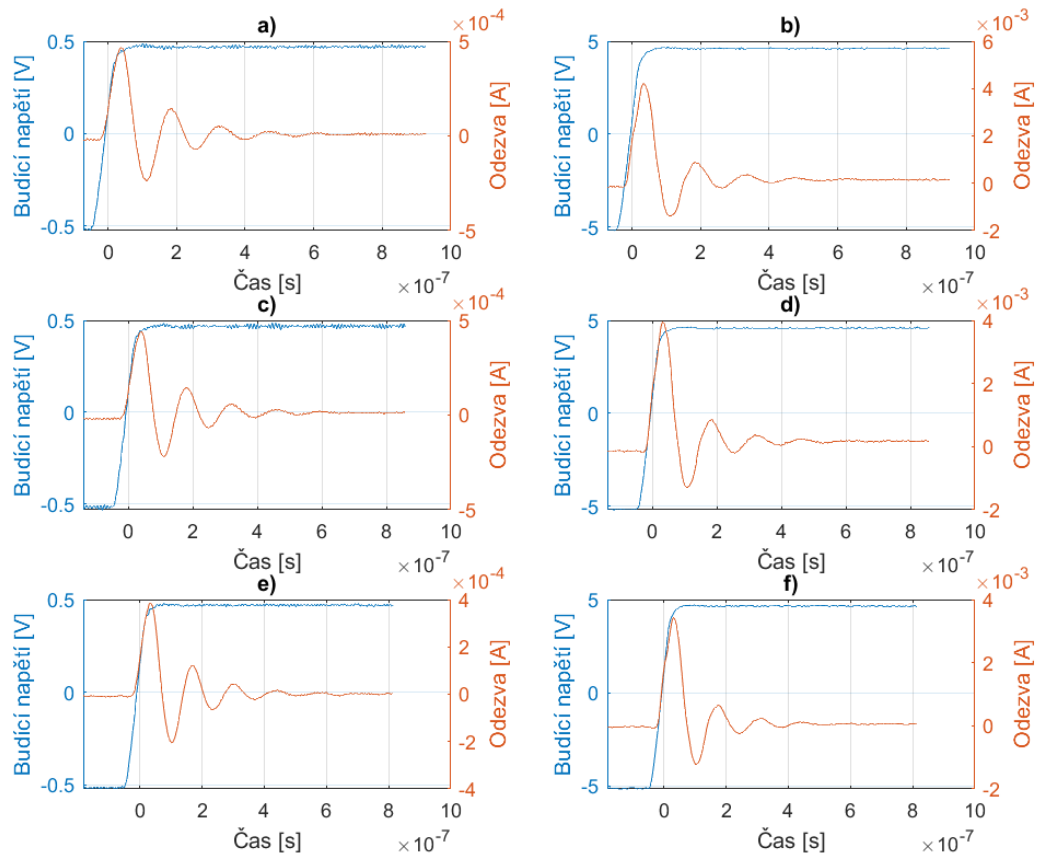 a)
×10⁻⁴
Budící napětí [V]
0.5
0
-0.5
Odezva [A]
5
0
-5
0 2 4 6 8 10
Čas [s]
×10⁻⁷
b)
×10⁻³
Budící napětí [V]
5
0
-5
Odezva [A]
6
4
2
0
-2
0 2 4 6 8 10
Čas [s]
×10⁻⁷
c)
×10⁻⁴
Budící napětí [V]
0.5
0
-0.5
Odezva [A]
5
0
-5
0 2 4 6 8 10
Čas [s]
×10⁻⁷
d)
×10⁻³
Budící napětí [V]
5
0
-5
Odezva [A]
4
2
0
-2
0 2 4 6 8 10
Čas [s]
×10⁻⁷
e)
×10⁻⁴
Budící napětí [V]
0.5
0
-0.5
Odezva [A]
4
2
0
-2
-4
0 2 4 6 8 10
Čas [s]
×10⁻⁷
f)
×10⁻³
Budící napětí [V]
5
0
-5
Odezva [A]
4
2
0
-2
0 2 4 6 8 10
Čas [s]
×10⁻⁷